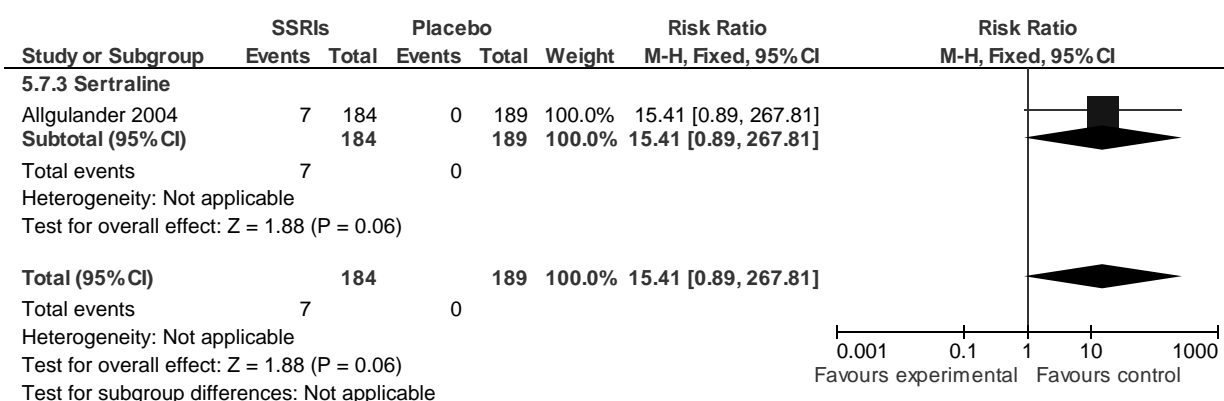 SSRIs Placebo Risk Ratio Risk Ratio
Study or Subgroup Events Total Events Total Weight M-H, Fixed, 95% CI M-H, Fixed, 95% CI
5.7.3 Sertraline
Allgulander 2004 7 184 0 189 100.0% 15.41 [0.89, 267.81]
Subtotal (95% CI) 184 189 100.0% 15.41 [0.89, 267.81]
Total events 7 0
Heterogeneity: Not applicable
Test for overall effect: Z = 1.88 (P = 0.06)
Total (95% CI) 184 189 100.0% 15.41 [0.89, 267.81]
Total events 7 0
Heterogeneity: Not applicable
Test for overall effect: Z = 1.88 (P = 0.06)
Test for subgroup differences: Not applicable
0.001 0.1 1 10 1000
Favours experimental Favours control